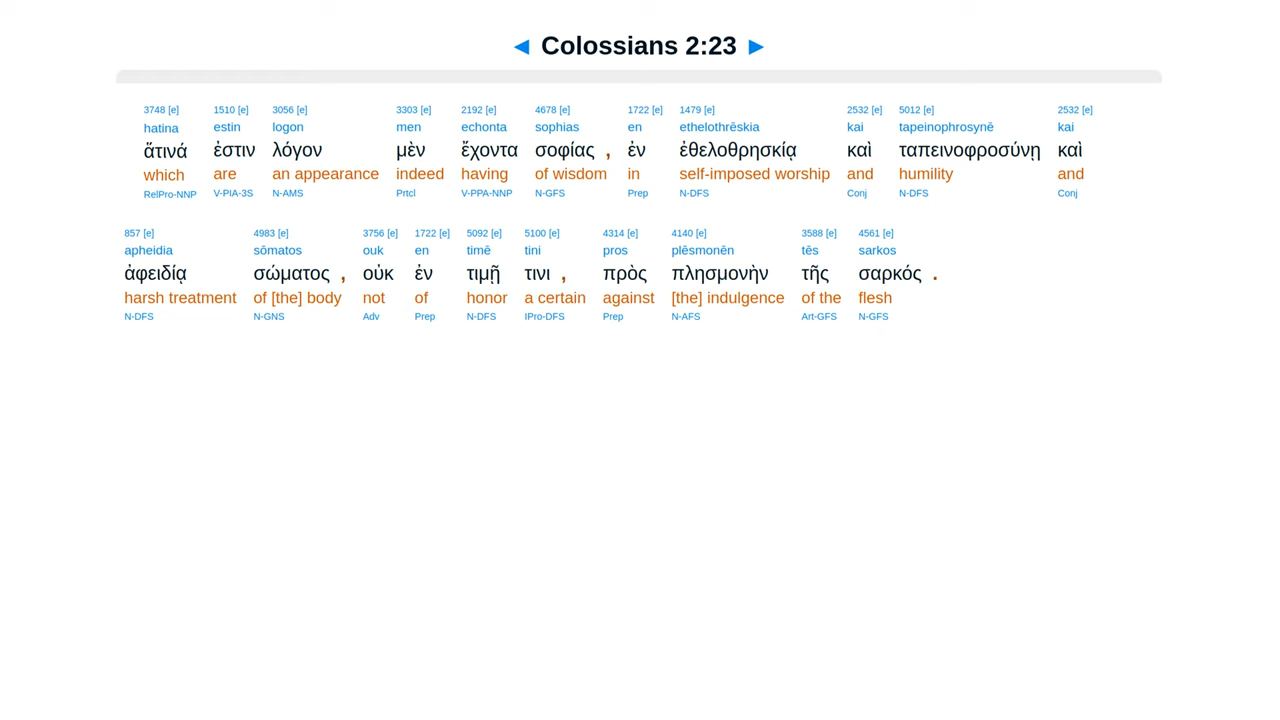 ◄ Colossians 2:23 ►
3748 [e] 1510 [e] 3056 [e] 3303 [e] 2192 [e] 4678 [e] 1722 [e] 1479 [e] 2532 [e] 5012 [e] 2532 [e]
hatina estin logon men echonta sophias en ethelothrēskia kai tapeinophrosynē kai
ἅτινά ἐστιν λόγον μὲν ἔχοντα σοφίας , ἐν ἐθελοθρησκίᾳ καὶ ταπεινοφροσύνῃ καὶ
which are an appearance indeed having of wisdom in self-imposed worship and humility and
RelPro-NNP V-PIA-3S N-AMS Prtcl V-PPA-NNP N-GFS Prep N-DFS Conj N-DFS Conj
857 [e] 4983 [e] 3756 [e] 1722 [e] 5092 [e] 5100 [e] 4314 [e] 4140 [e] 3588 [e] 4561 [e]
apheidia sōmatos ouk en timē tini pros plēsmonēn tēs sarkos
ἀφειδίᾳ σώματος , οὐκ ἐν τιμῇ τινι , πρὸς πλησμονὴν τῆς σαρκός .
harsh treatment of [the] body not of honor a certain against [the] indulgence of the flesh
N-DFS N-GNS Adv Prep N-DFS IPro-DFS Prep N-AFS Art-GFS N-GFS